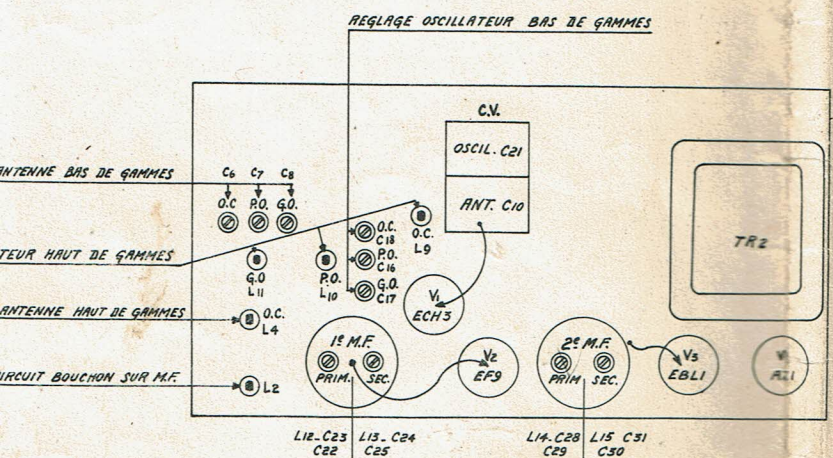 REGLAGE OSCILLATEUR BAS DE GAMMES
C.V.
OSCIL. C21
ANT. C10
ANTENNE BAS DE GAMMES
C6 C7 C8
O.C P.O. G.O.
O.C.
L9
O.C.
C18
P.O.
C16
G.O.
C17
TEUR HAUT DE GAMMES
G.O
L11
P.O.
L10
TR2
V1
ECH3
ANTENNE HAUT DE GAMMES
O.C.
L4
1e M.F.
PRIM. SEC.
V2
EF9
2e M.F.
PRIM SEC.
V3
EBL1
V
AZ1
IRCUIT BOUCHON SUR M.F.
L2
L12_C23 L13_C24
C22 C25
L14-C28 L15 C31
C29 C30